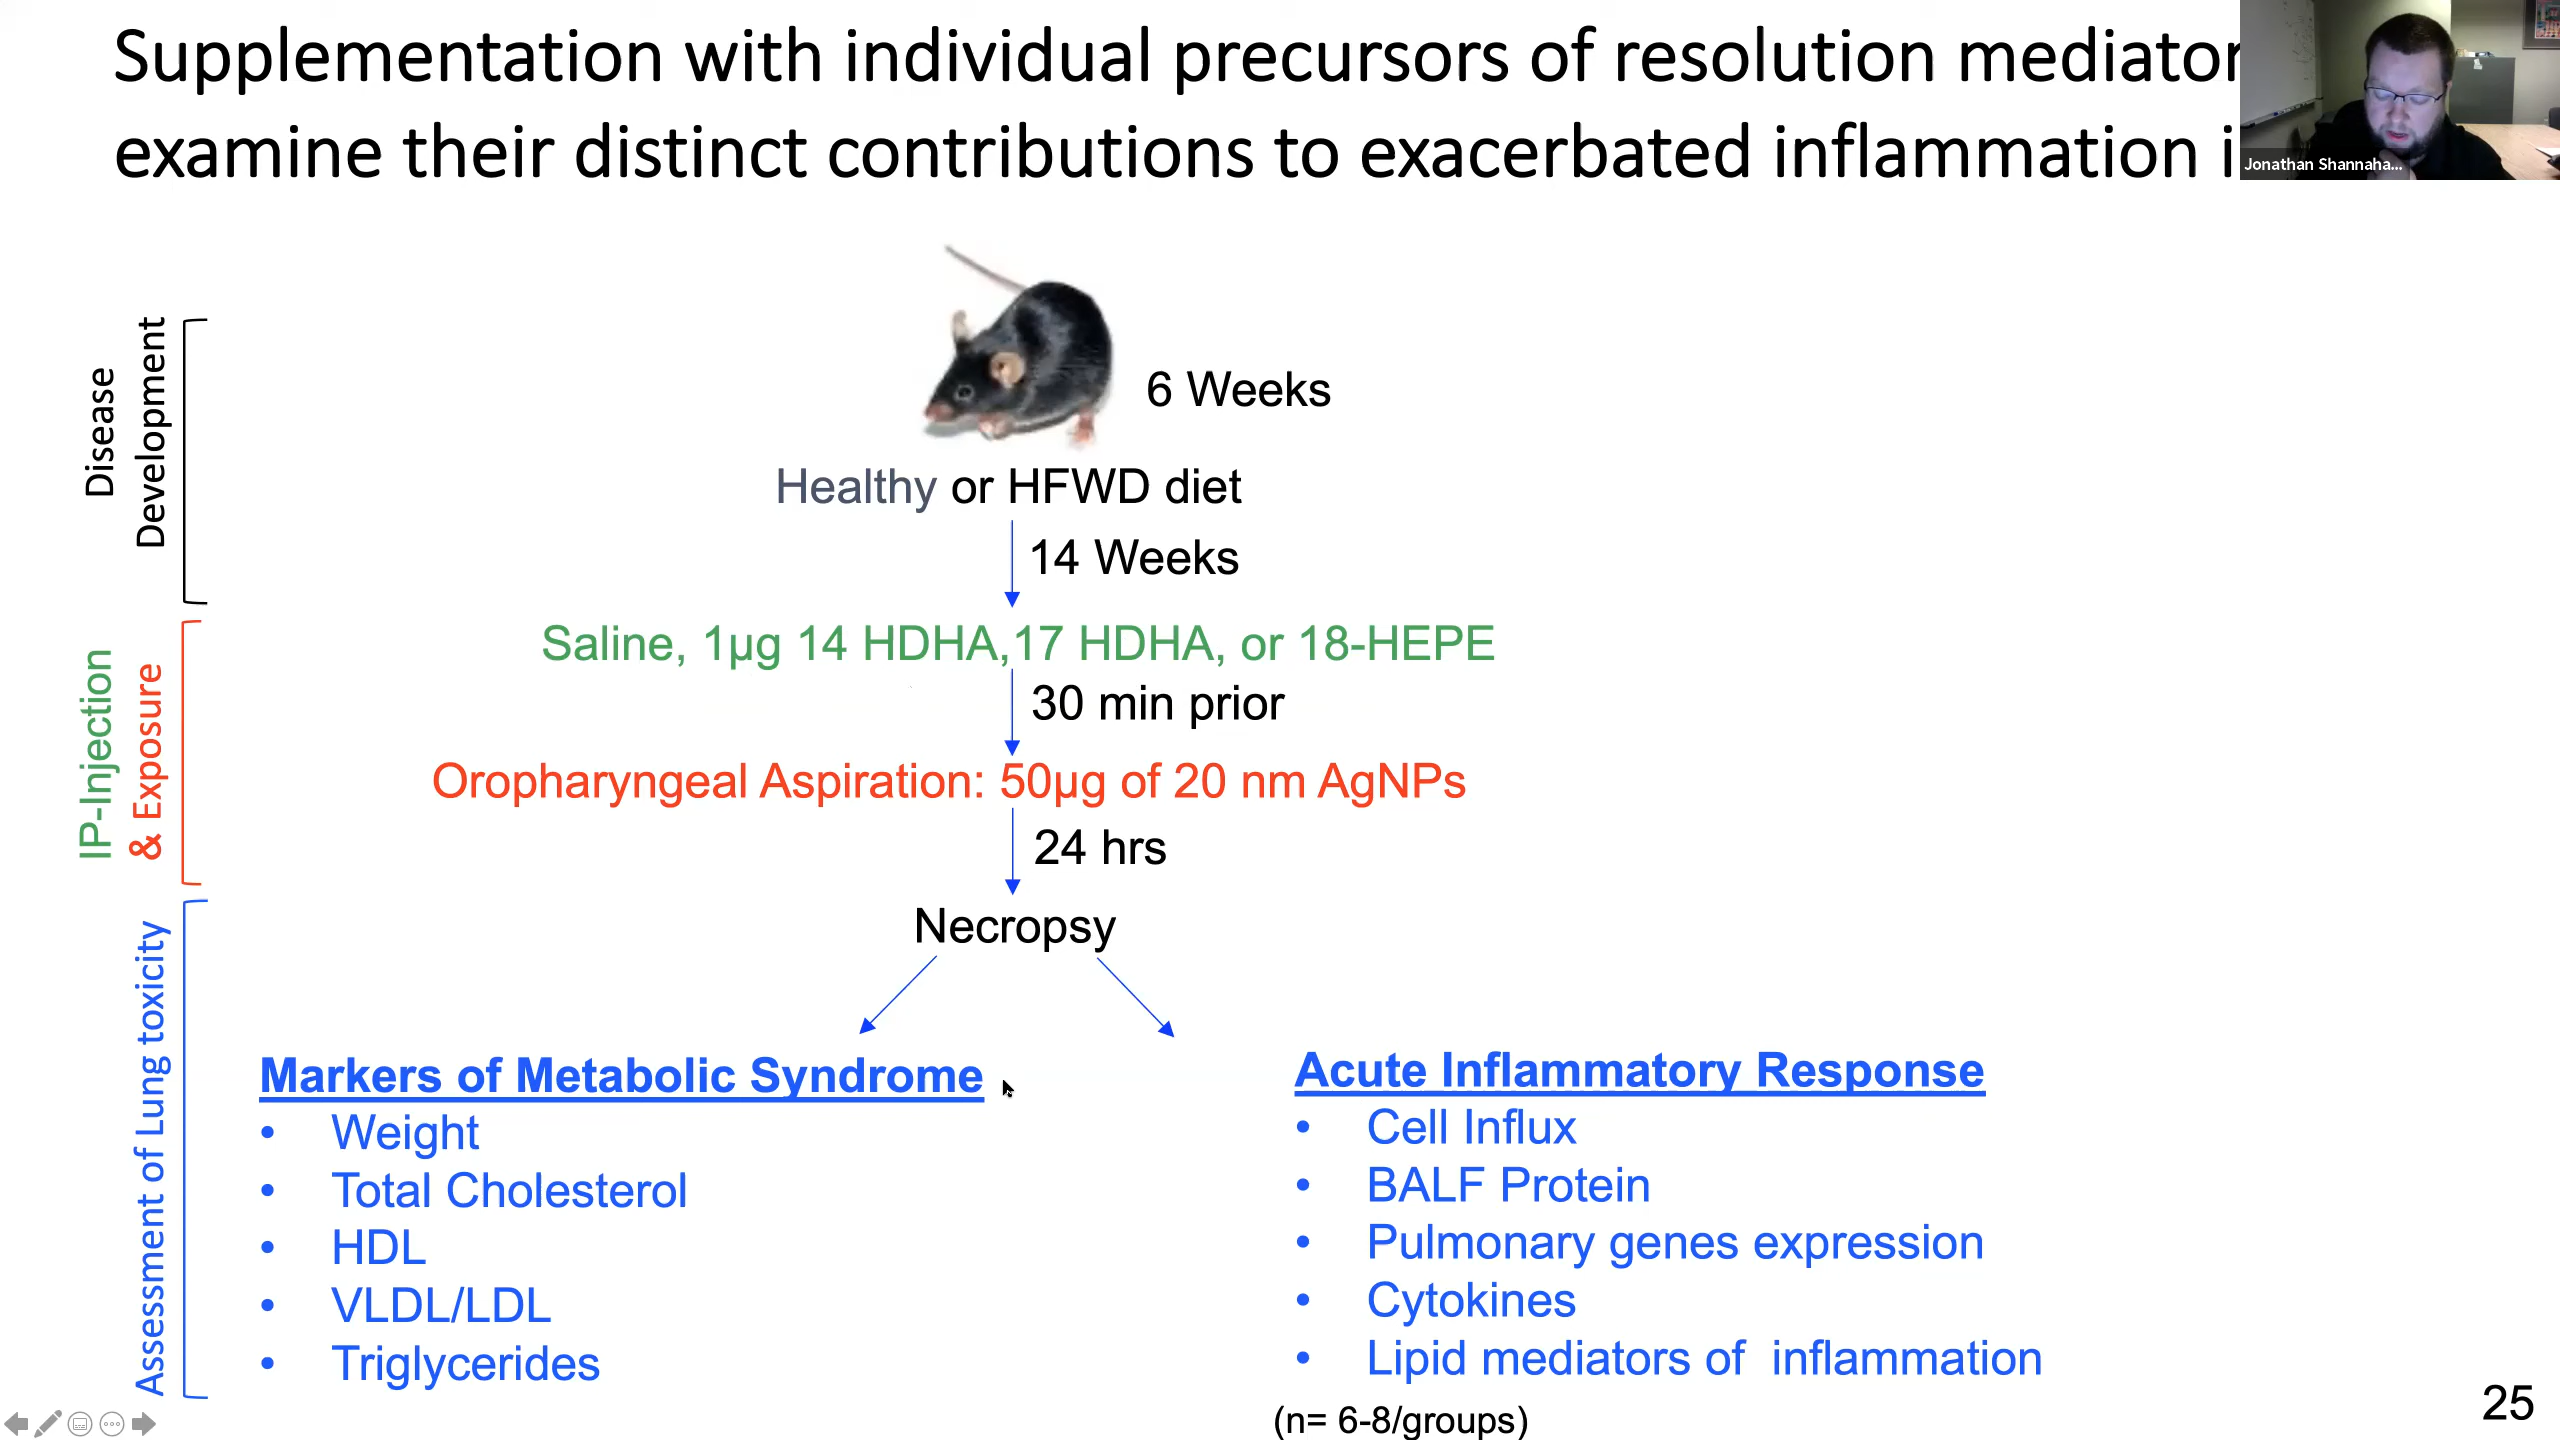 Supplementation with individual precursors of resolution mediator
examine their distinct contributions to exacerbated inflammation i
Jonathan Shannaha...
Disease
Development
6 Weeks
Healthy or HFWD diet
14 Weeks
IP-Injection
& Exposure
Saline, 1µg 14 HDHA,17 HDHA, or 18-HEPE
30 min prior
Oropharyngeal Aspiration: 50µg of 20 nm AgNPs
24 hrs
Necropsy
Assessment of Lung toxicity
Markers of Metabolic Syndrome
• Weight
• Total Cholesterol
• HDL
• VLDL/LDL
• Triglycerides
Acute Inflammatory Response
• Cell Influx
• BALF Protein
• Pulmonary genes expression
• Cytokines
• Lipid mediators of  inflammation
(n= 6-8/groups)
25